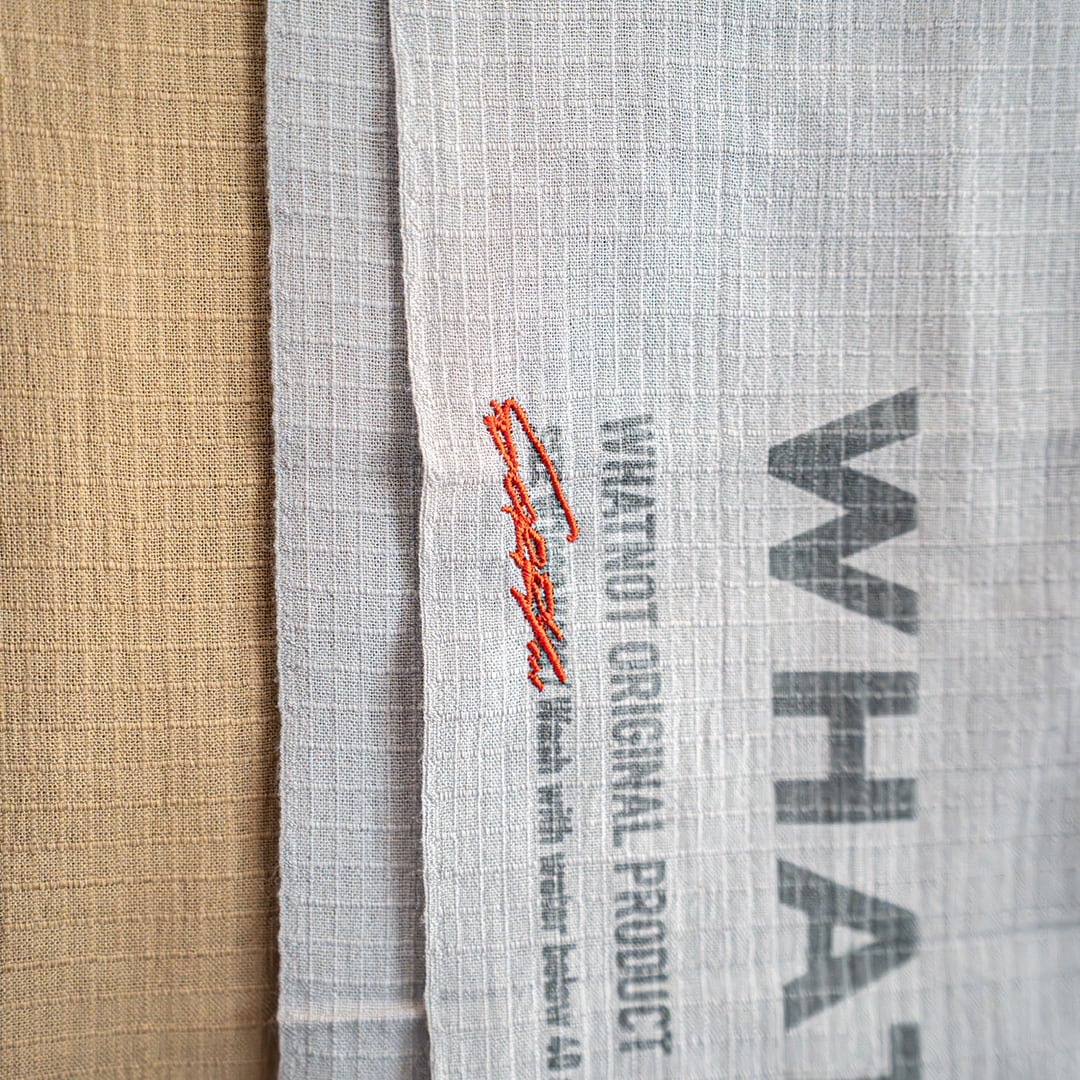 WHAT
WHATNOT ORIGINAL PRODUCT
Wash with water below 40